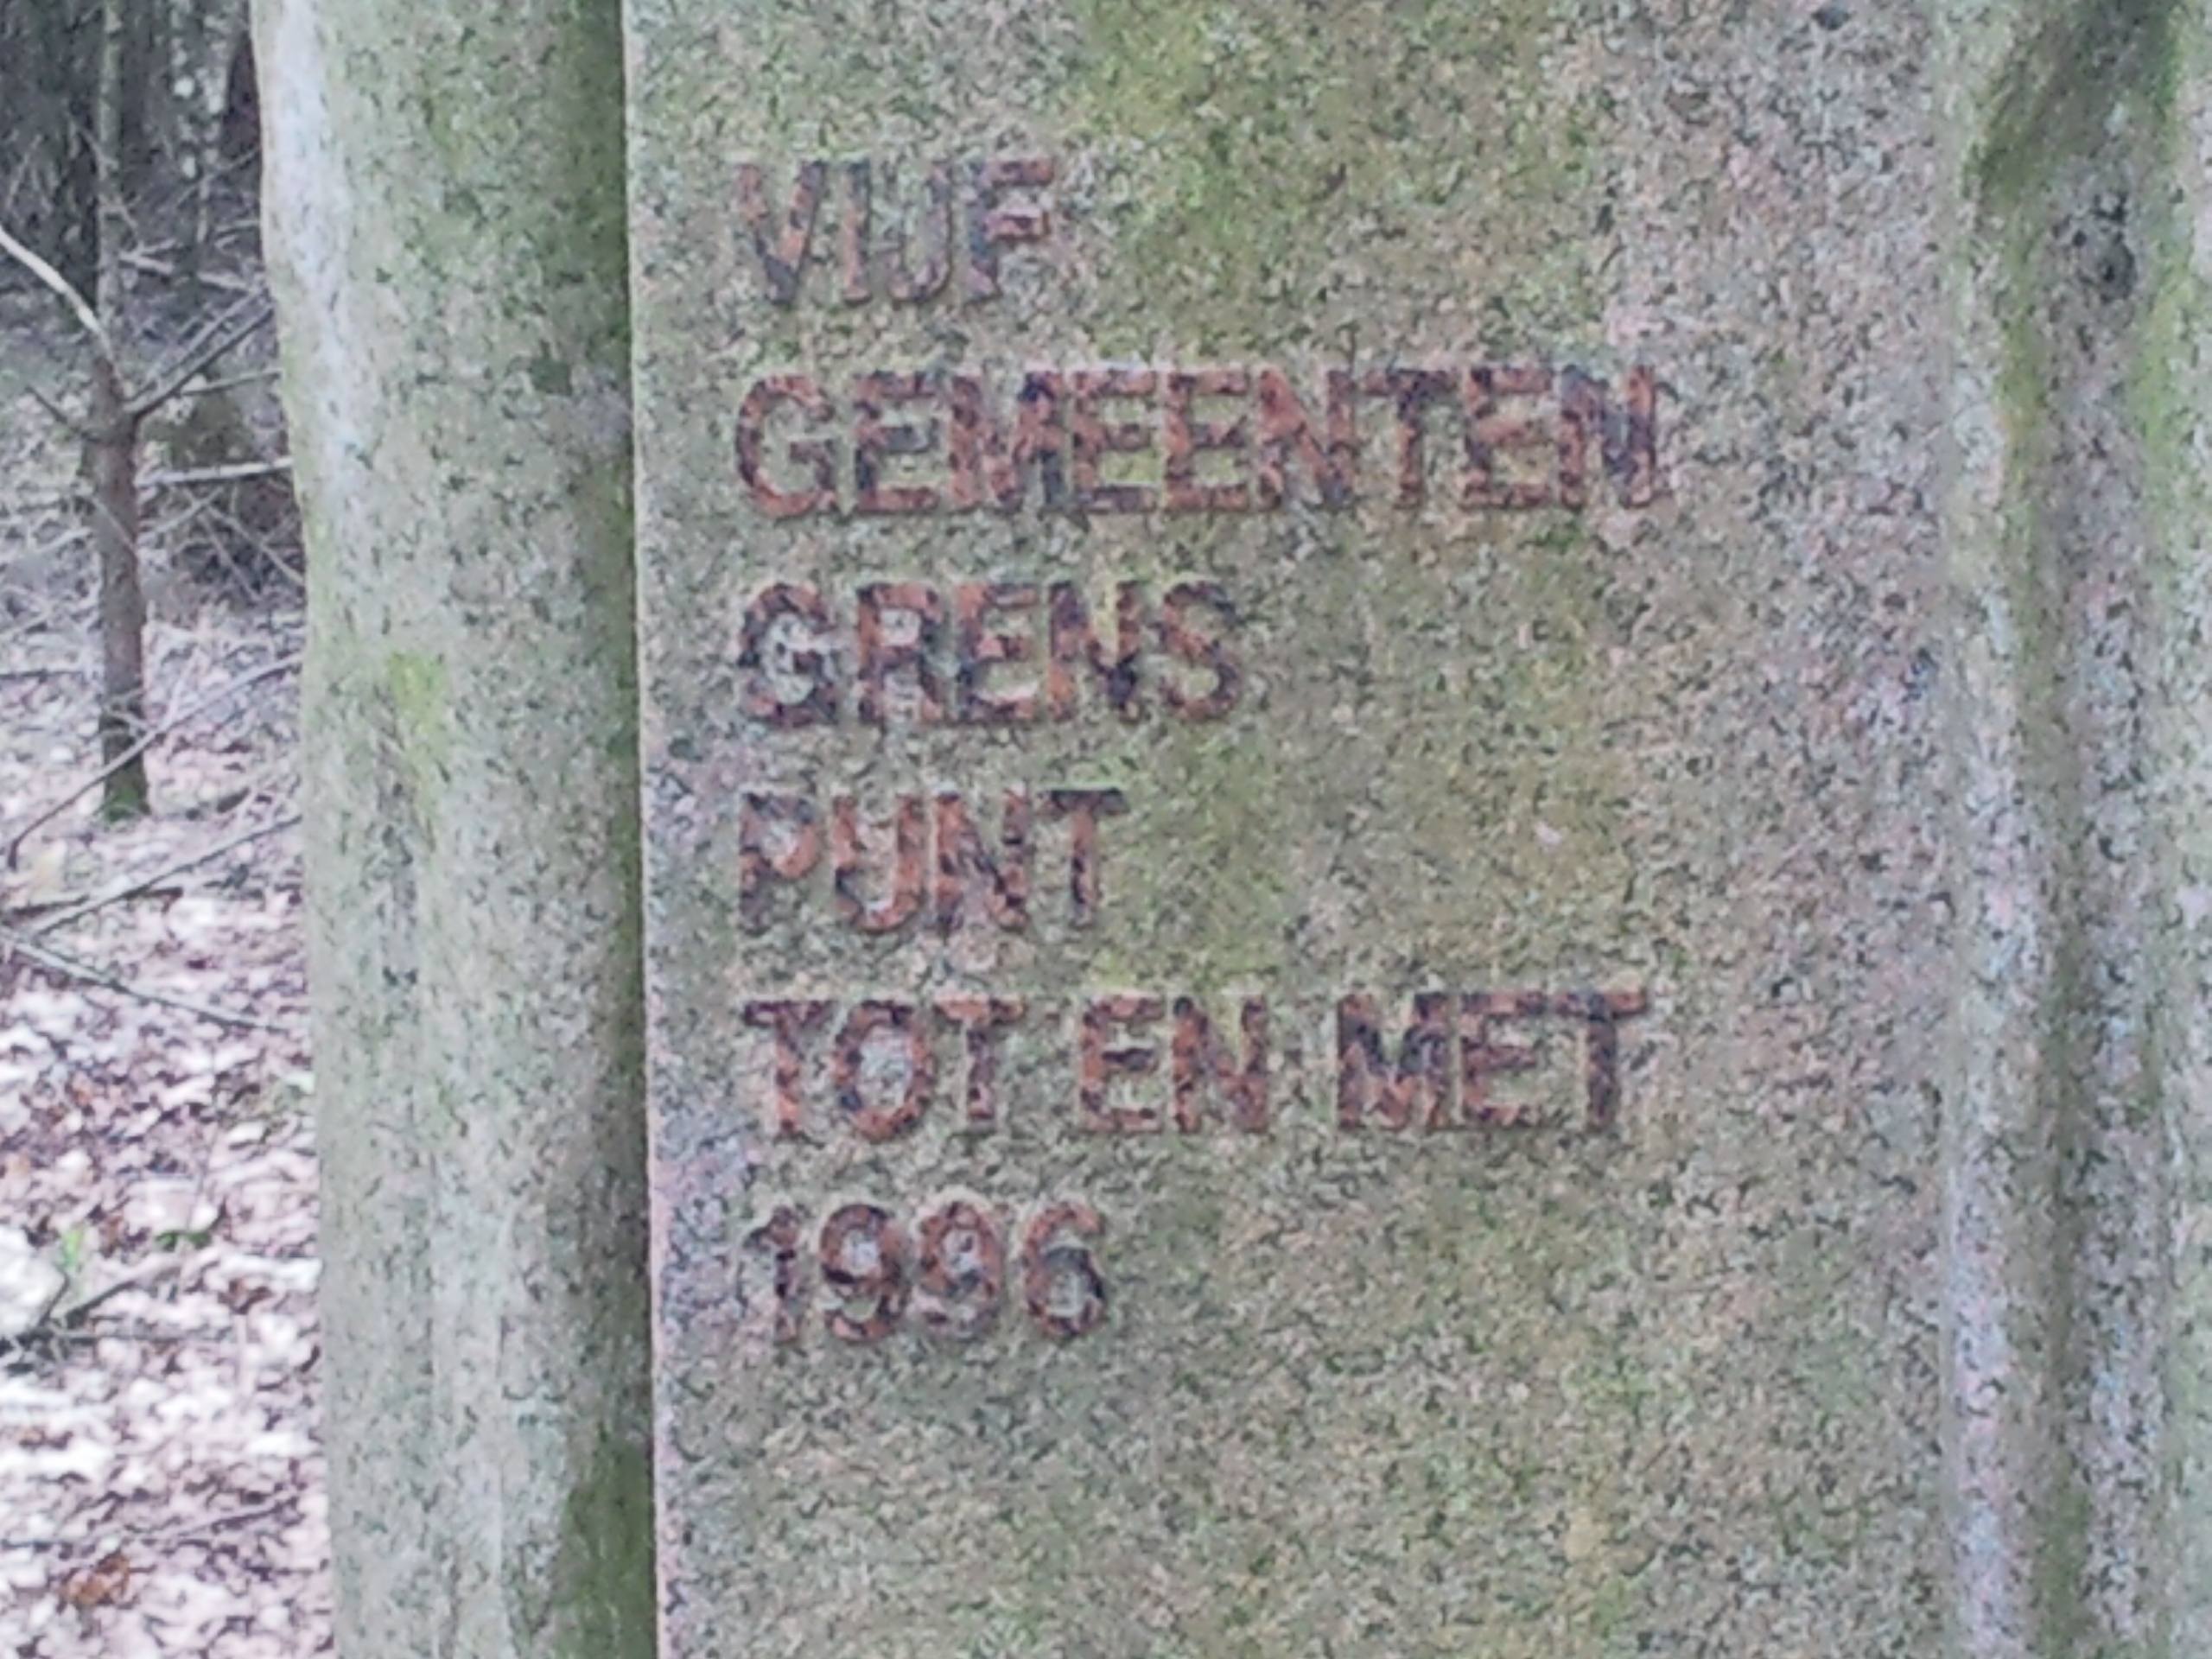 VIJF
GEMEENTEN
GRENS
PUNT
TOT EN MET
1996